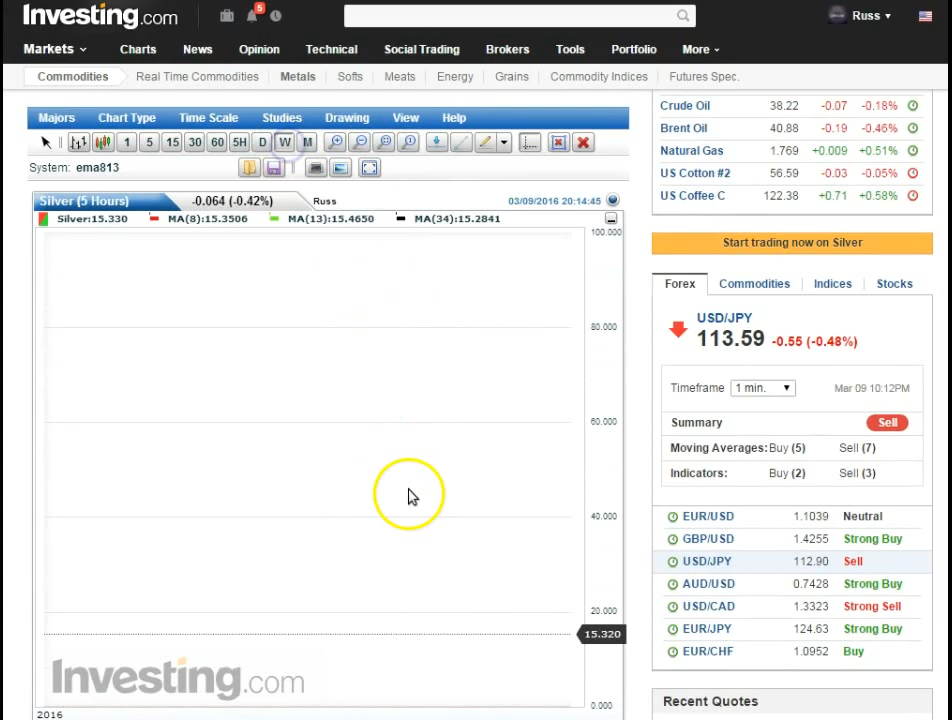 Investing.com
5
Russ
Markets Charts News Opinion Technical Social Trading Brokers Tools Portfolio More
Commodities Real Time Commodities Metals Softs Meats Energy Grains Commodity Indices Futures Spec.
Majors Chart Type Time Scale Studies Drawing View Help
1 5 15 30 60 5H D W M
System: ema813
Silver (5 Hours) -0.064 (-0.42%) Russ 03/09/2016 20:14:45
Silver:15.330 MA(8):15.3506 MA(13):15.4650 MA(34):15.2841
100.000
80.000
60.000
40.000
20.000
15.320
0.000
Investing.com
2016
Crude Oil 38.22 -0.07 -0.18%
Brent Oil 40.88 -0.19 -0.46%
Natural Gas 1.769 +0.009 +0.51%
US Cotton #2 56.59 -0.03 -0.05%
US Coffee C 122.38 +0.71 +0.58%
Start trading now on Silver
Forex Commodities Indices Stocks
USD/JPY
113.59 -0.55 (-0.48%)
Timeframe 1 min. Mar 09 10:12PM
Summary Sell
Moving Averages: Buy (5) Sell (7)
Indicators: Buy (2) Sell (3)
EUR/USD 1.1039 Neutral
GBP/USD 1.4255 Strong Buy
USD/JPY 112.90 Sell
AUD/USD 0.7428 Strong Buy
USD/CAD 1.3323 Strong Sell
EUR/JPY 124.63 Strong Buy
EUR/CHF 1.0952 Buy
Recent Quotes